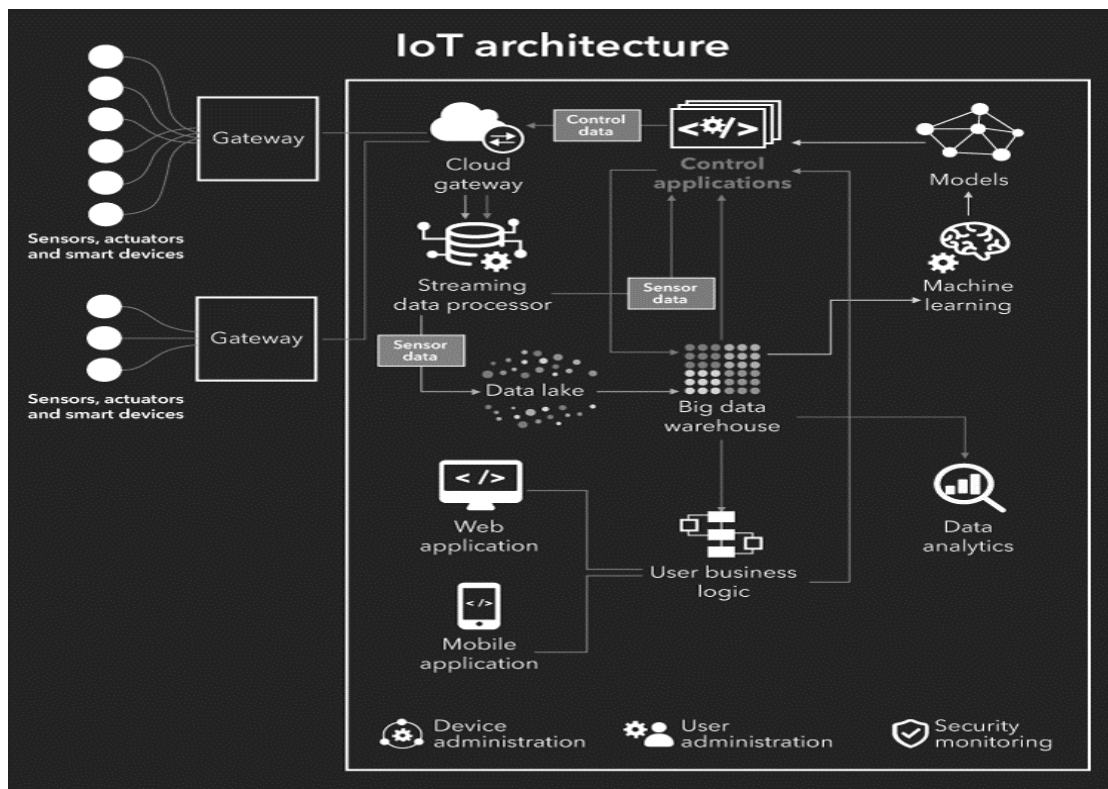 IoT architecture
Gateway
Sensors, actuators
and smart devices
Gateway
Sensors, actuators
and smart devices
Cloud
gateway
Control
data
</>
Control
applications
Models
Streaming
data processor
Sensor
data
Machine
learning
Sensor
data
Data lake
Big data
warehouse
</>
Web
application
User business
logic
Data
analytics
</>
Mobile
application
Device
administration
User
administration
Security
monitoring